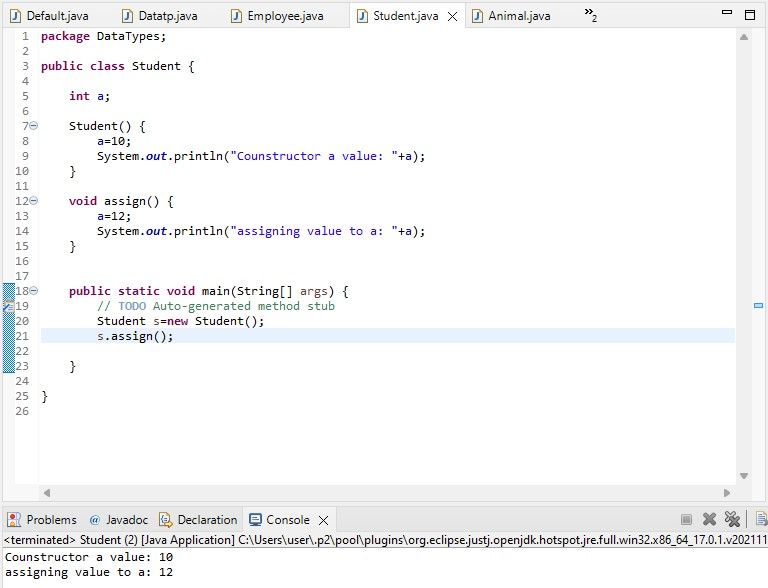 Default.java Datatp.java Employee.java Student.java Animal.java »2
1 package DataTypes;
2
3 public class Student {
4
5 int a;
6
7 Student() {
8 a=10;
9 System.out.println("Counstructor a value: "+a);
10 }
11
12 void assign() {
13 a=12;
14 System.out.println("assigning value to a: "+a);
15 }
16
17
18 public static void main(String[] args) {
19 // TODO Auto-generated method stub
20 Student s=new Student();
21 s.assign();
22
23 }
24
25 }
26
Problems @ Javadoc Declaration Console
<terminated> Student (2) [Java Application] C:\Users\user\.p2\pool\plugins\org.eclipse.justj.openjdk.hotspot.jre.full.win32.x86_64_17.0.1.v202111
Counstructor a value: 10
assigning value to a: 12